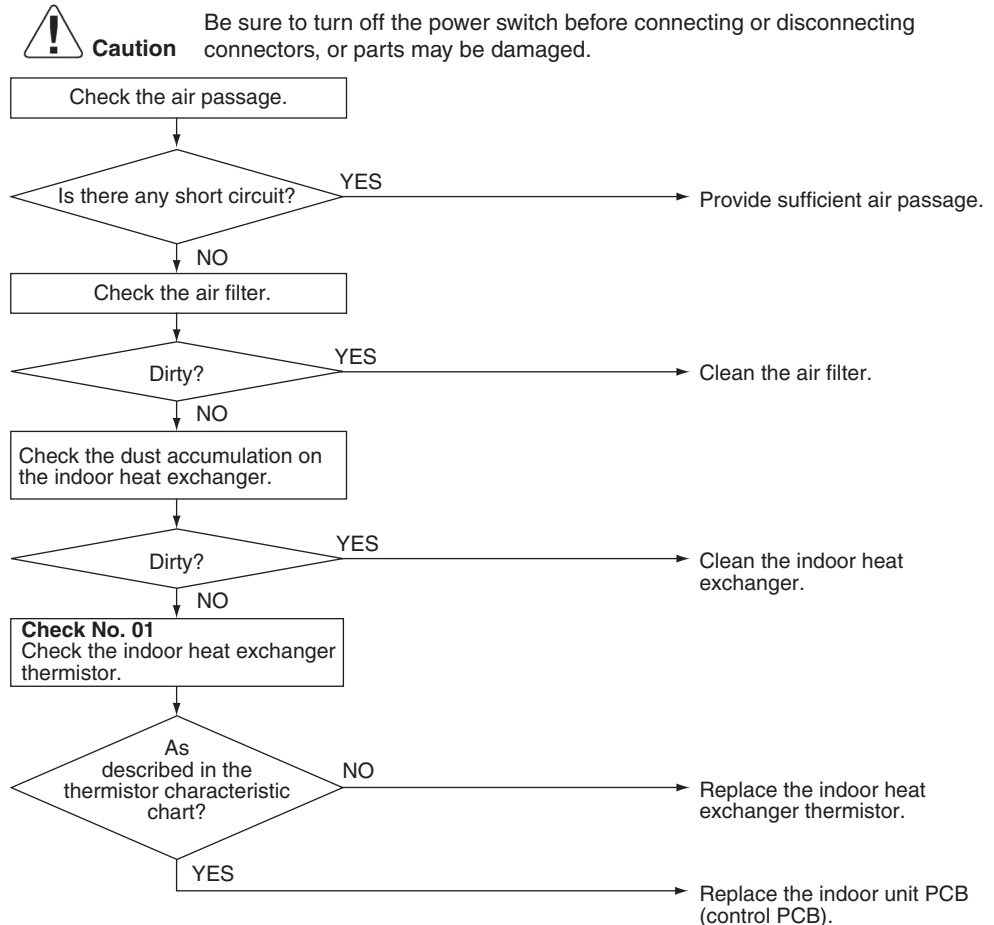 Be sure to turn off the power switch before connecting or disconnecting
Caution connectors, or parts may be damaged.
Check the air passage.
Is there any short circuit?
YES
Provide sufficient air passage.
NO
Check the air filter.
Dirty?
YES
Clean the air filter.
NO
Check the dust accumulation on
the indoor heat exchanger.
Dirty?
YES
Clean the indoor heat
exchanger.
NO
Check No. 01
Check the indoor heat exchanger
thermistor.
As
described in the
thermistor characteristic
chart?
NO
Replace the indoor heat
exchanger thermistor.
YES
Replace the indoor unit PCB
(control PCB).